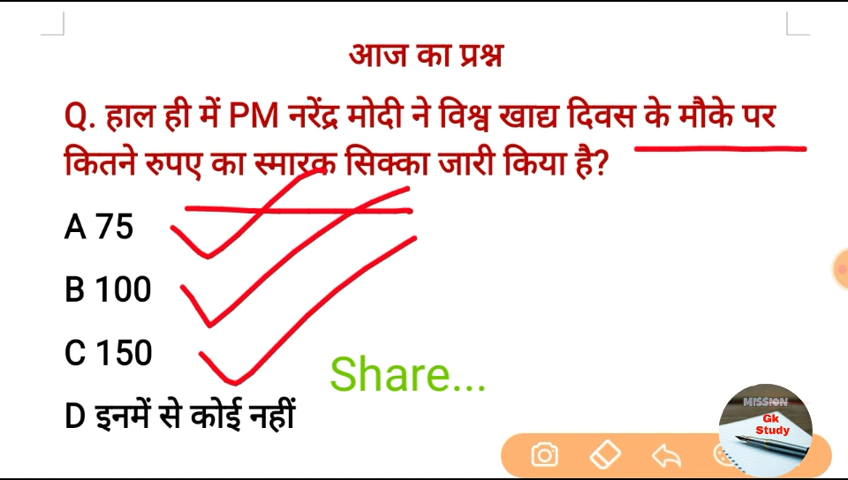 आज का प्रश्न
Q. हाल ही में PM नरेंद्र मोदी ने विश्व खाद्य दिवस के मौके पर
कितने रुपए का स्मारक सिक्का जारी किया है?
A 75
B 100
C 150
Share...
D इनमें से कोई नहीं
MISSION
Gk
Study